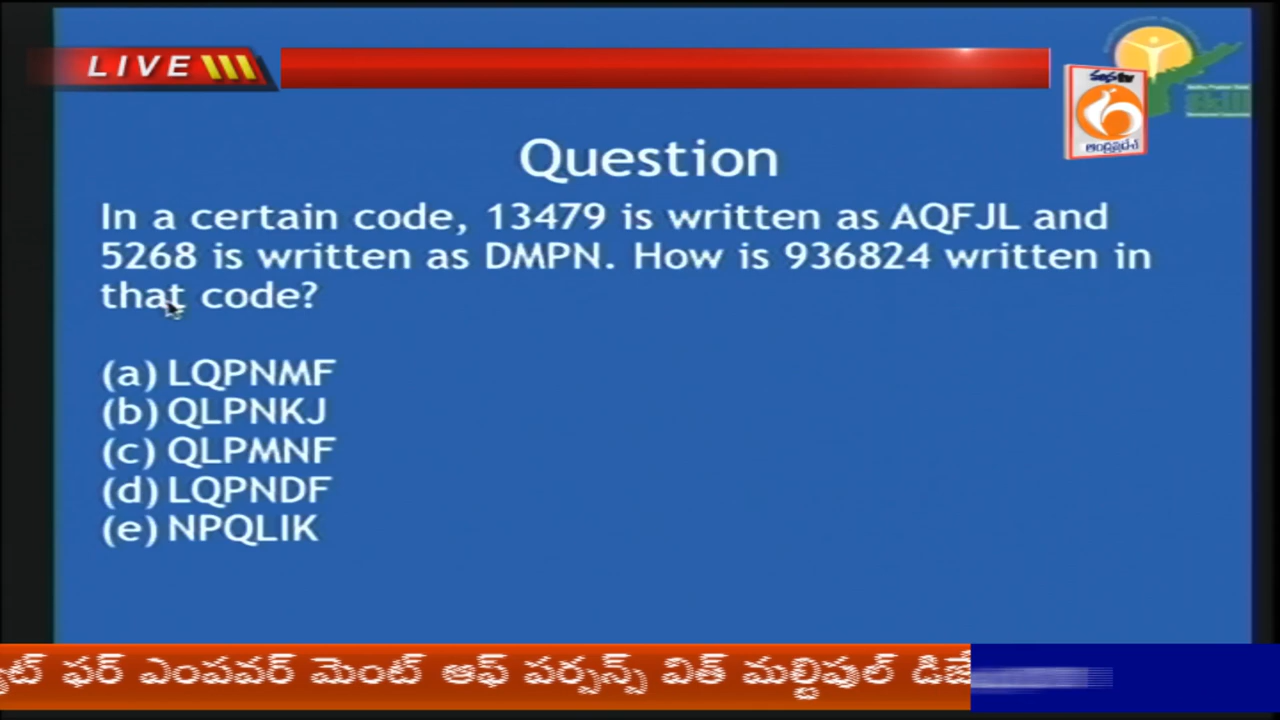 LIVE
Question
In a certain code, 13479 is written as AQFJL and
5268 is written as DMPN. How is 936824 written in
that code?
(a) LQPNMF
(b) QLPNKJ
(c) QLPMNF
(d) LQPNDF
(e) NPQLIK
ఫర్ ఎంపవర్ మెంట్ ఆఫ్ పర్సన్స్ విత్ మల్టిపుల్